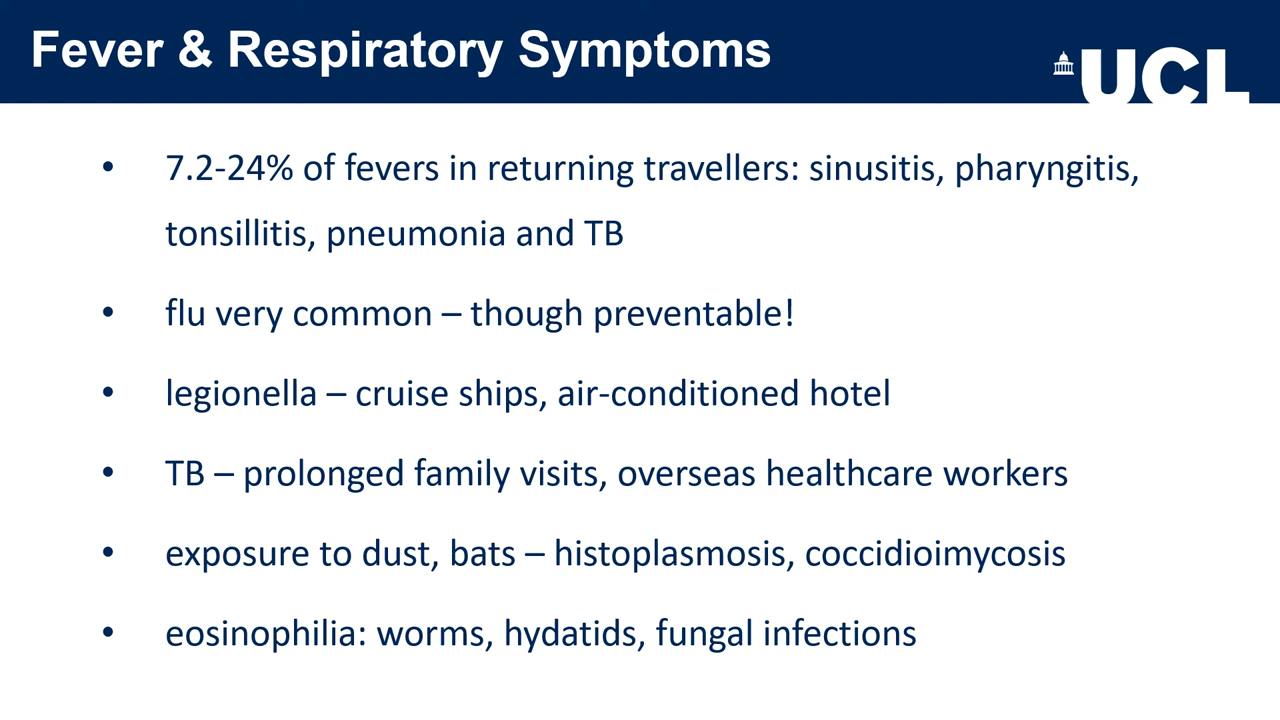 Fever & Respiratory Symptoms
UCL
• 7.2-24% of fevers in returning travellers: sinusitis, pharyngitis,
tonsillitis, pneumonia and TB
• flu very common – though preventable!
• legionella – cruise ships, air-conditioned hotel
• TB – prolonged family visits, overseas healthcare workers
• exposure to dust, bats – histoplasmosis, coccidioimycosis
• eosinophilia: worms, hydatids, fungal infections